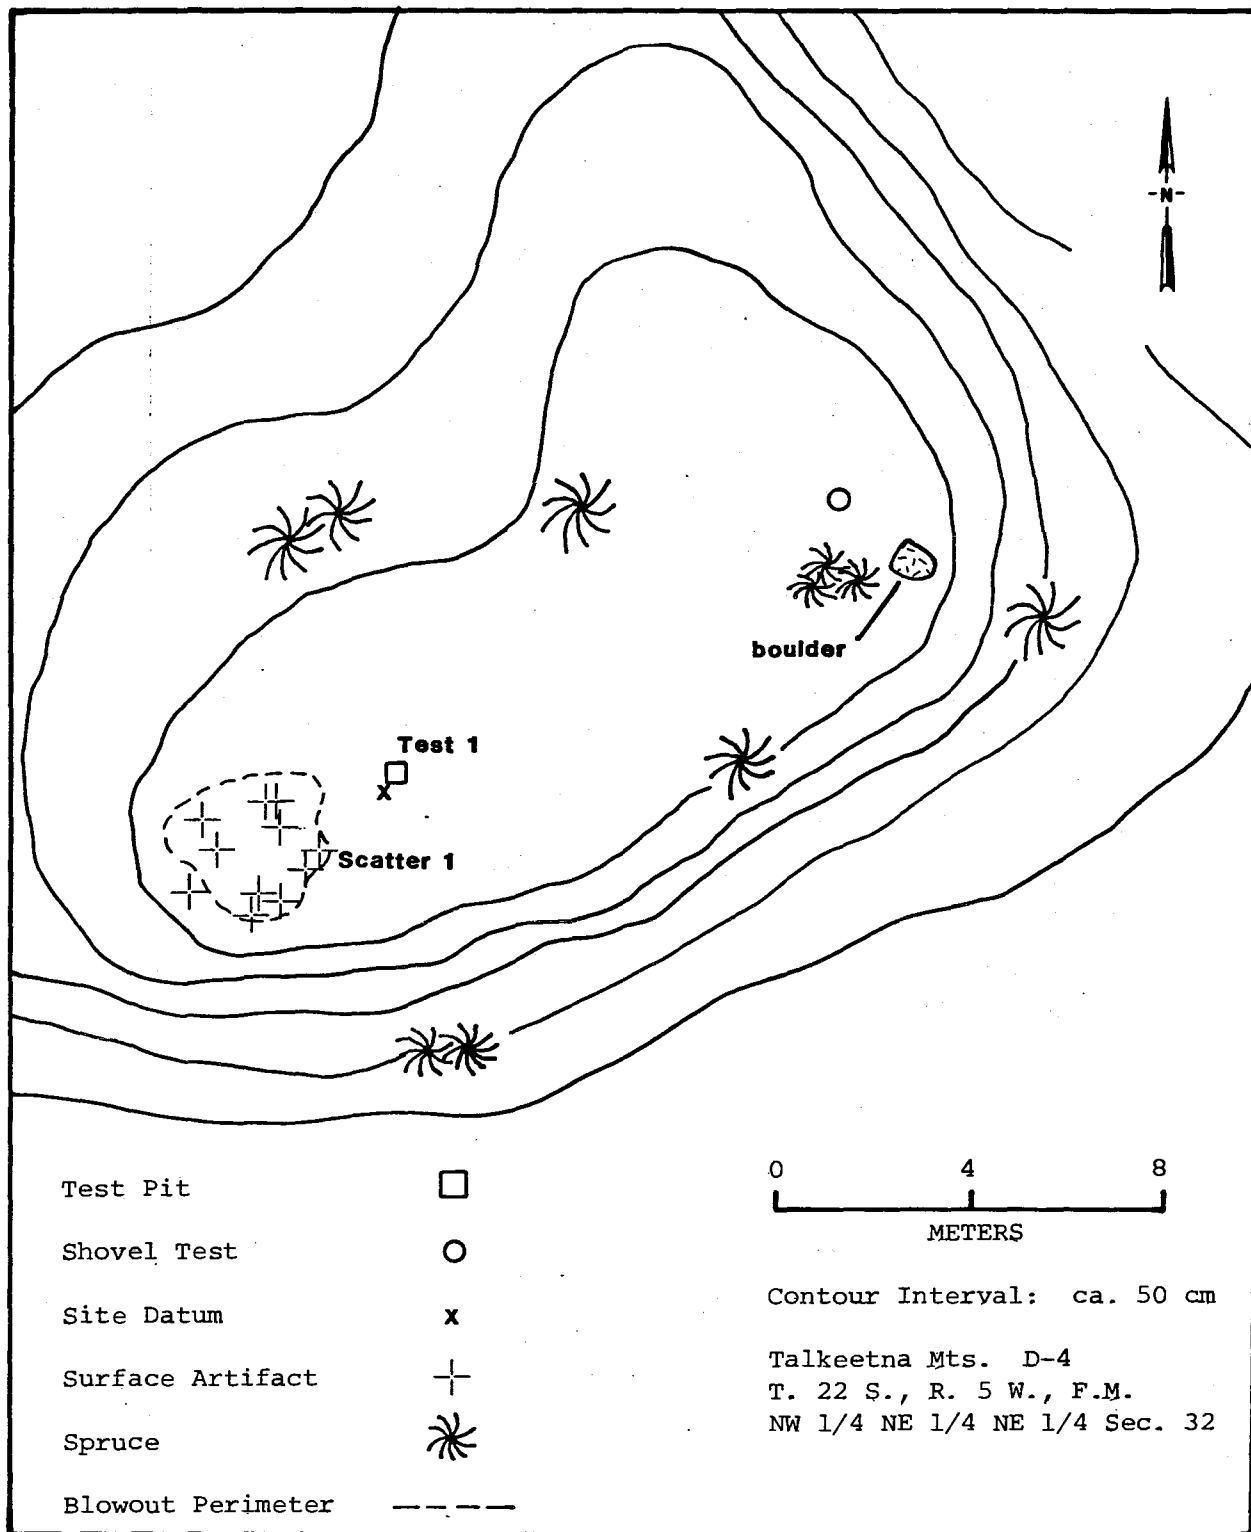 -N-
boulder
Test 1
x
Scatter 1
Test Pit
Shovel Test
Site Datum x
Surface Artifact
Spruce
Blowout Perimeter
0 4 8
METERS
Contour Interval: ca. 50 cm
Talkeetna Mts. D-4
T. 22 S., R. 5 W., F.M.
NW 1/4 NE 1/4 NE 1/4 Sec. 32